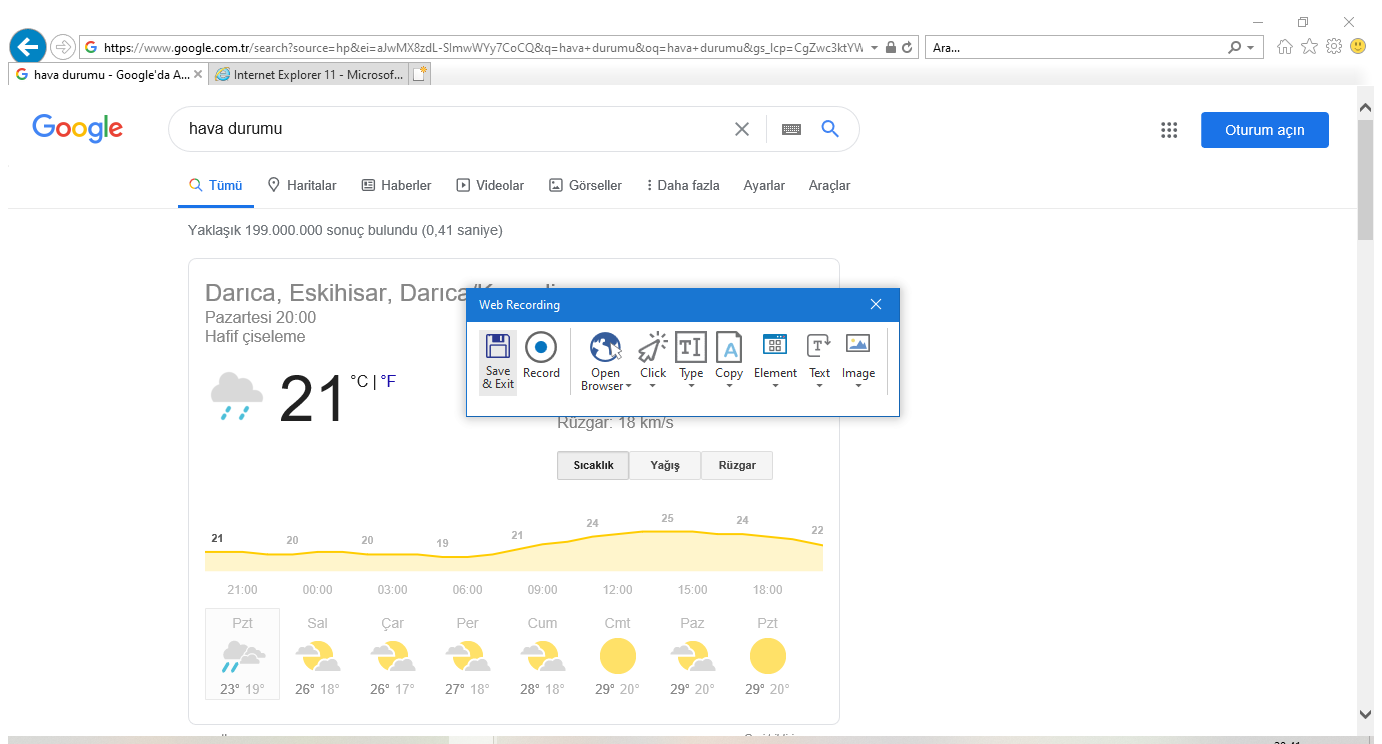 https://www.google.com.tr/search?source=hp&ei=aJwMX8zdL-SImwWYy7CoCQ&q=hava+durumu&oq=hava+durumu&gs_lcp=CgZwc3ktYW
Ara...
hava durumu - Google'da A...
Internet Explorer 11 - Microsof...
Google
hava durumu
Oturum açın
Tümü Haritalar Haberler Videolar Görseller Daha fazla Ayarlar Araçlar
Yaklaşık 199.000.000 sonuç bulundu (0,41 saniye)
Darıca, Eskihisar, Darıca
Pazartesi 20:00
Hafif çiseleme
21 °C | °F
Web Recording
Save & Exit
Record
Open Browser
Click
Type
Copy
Element
Text
Image
Rüzgar: 18 km/s
Sıcaklık Yağış Rüzgar
21 20 20 19 21 24 25 24 22
21:00 00:00 03:00 06:00 09:00 12:00 15:00 18:00
Pzt Sal Çar Per Cum Cmt Paz Pzt
23° 19° 26° 18° 26° 17° 27° 18° 28° 18° 29° 20° 29° 20° 29° 20°